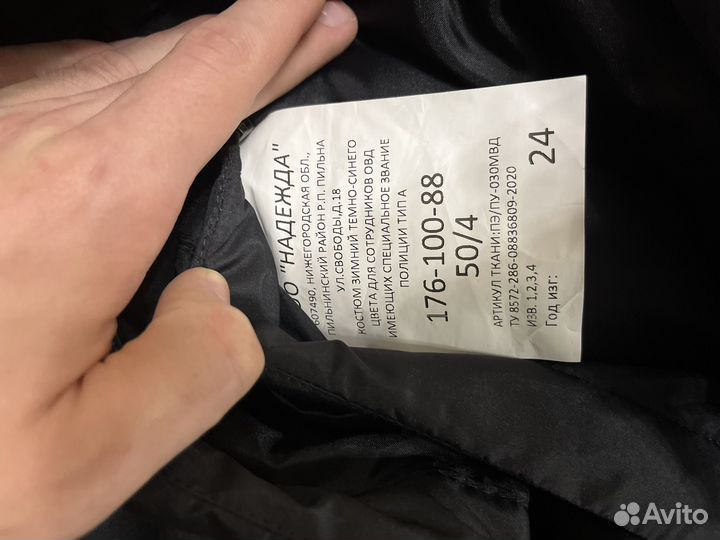 ОО "НАДЕЖДА"
607490, НИЖЕГОРОДСКАЯ ОБЛ.,
ПИЛЬНИНСКИЙ РАЙОН Р.П. ПИЛЬНА
УЛ.СВОБОДЫ,Д.18
КОСТЮМ ЗИМНИЙ ТЕМНО-СИНЕГО
ЦВЕТА ДЛЯ СОТРУДНИКОВ ОВД
ИМЕЮЩИХ СПЕЦИАЛЬНОЕ ЗВАНИЕ
ПОЛИЦИИ ТИП А
176-100-88
50/4
АРТИКУЛ ТКАНИ:ПЭ/ПУ-030МВД
ТУ 8572-286-08836809-2020
ИЗВ. 1,2,3,4
Год изг: 24
Avito